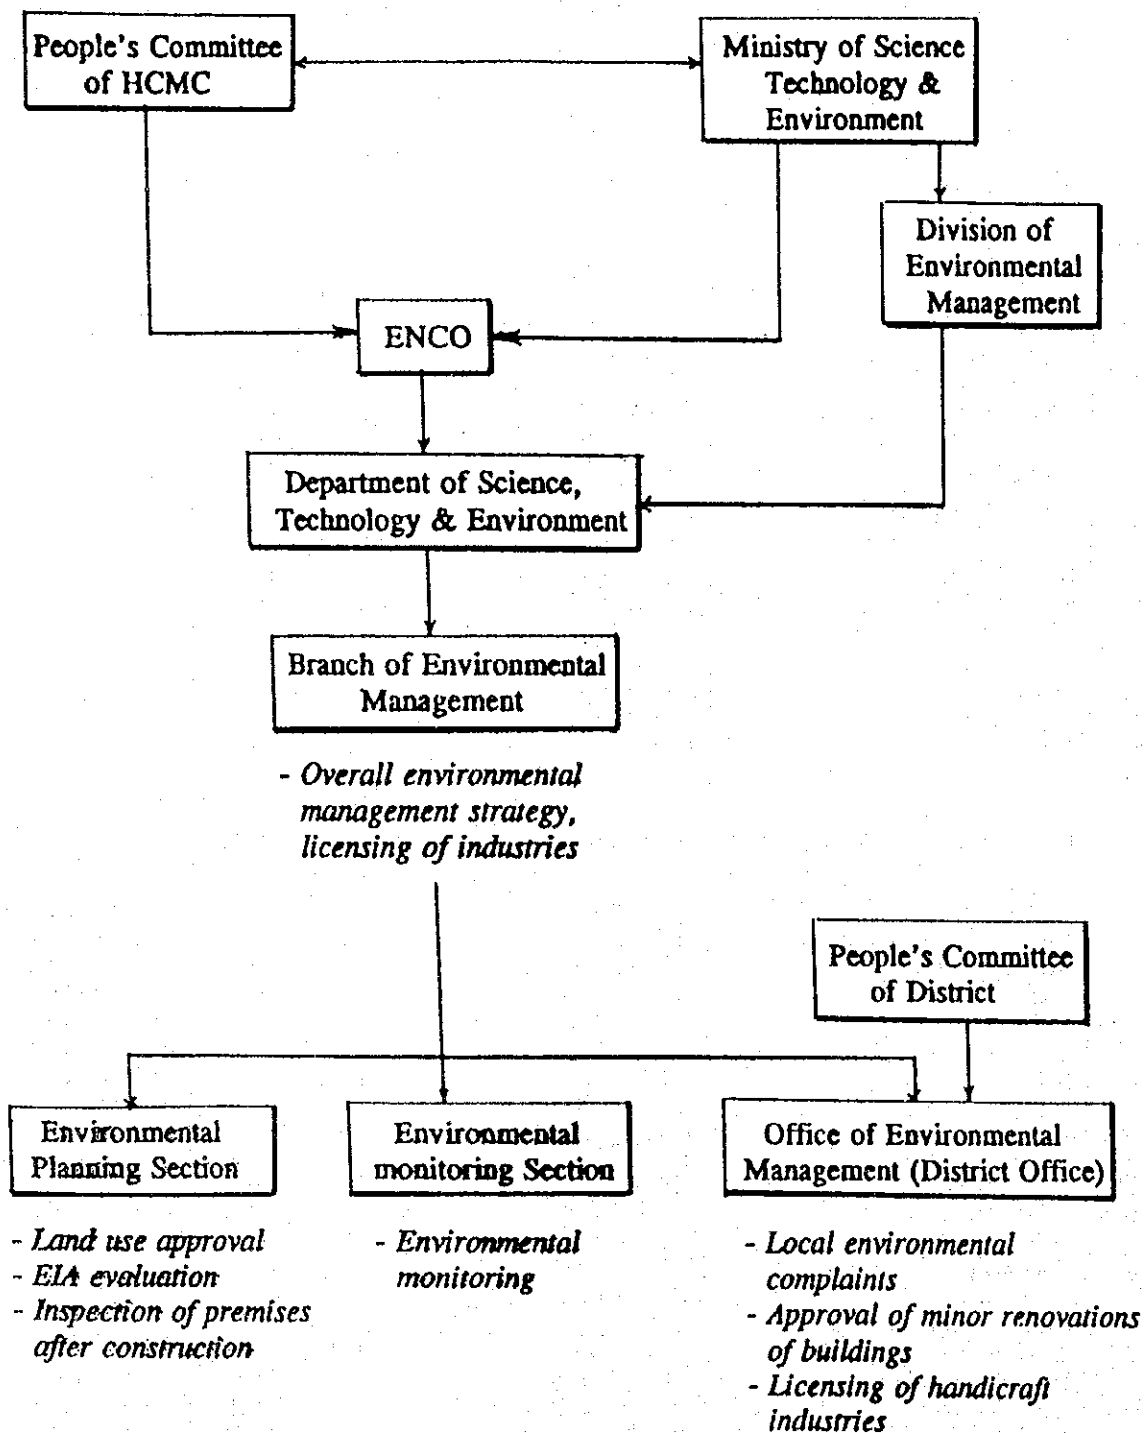 People's Committee
of HCMC
Ministry of Science
Technology &
Environment
Division of
Environmental
Management
ENCO
Department of Science,
Technology & Environment
Branch of Environmental
Management
- Overall environmental
management strategy,
licensing of industries
People's Committee
of District
Environmental
Planning Section
Environmental
monitoring Section
Office of Environmental
Management (District Office)
- Land use approval
- EIA evaluation
- Inspection of premises
after construction
- Environmental
monitoring
- Local environmental
complaints
- Approval of minor renovations
of buildings
- Licensing of handicraft
industries